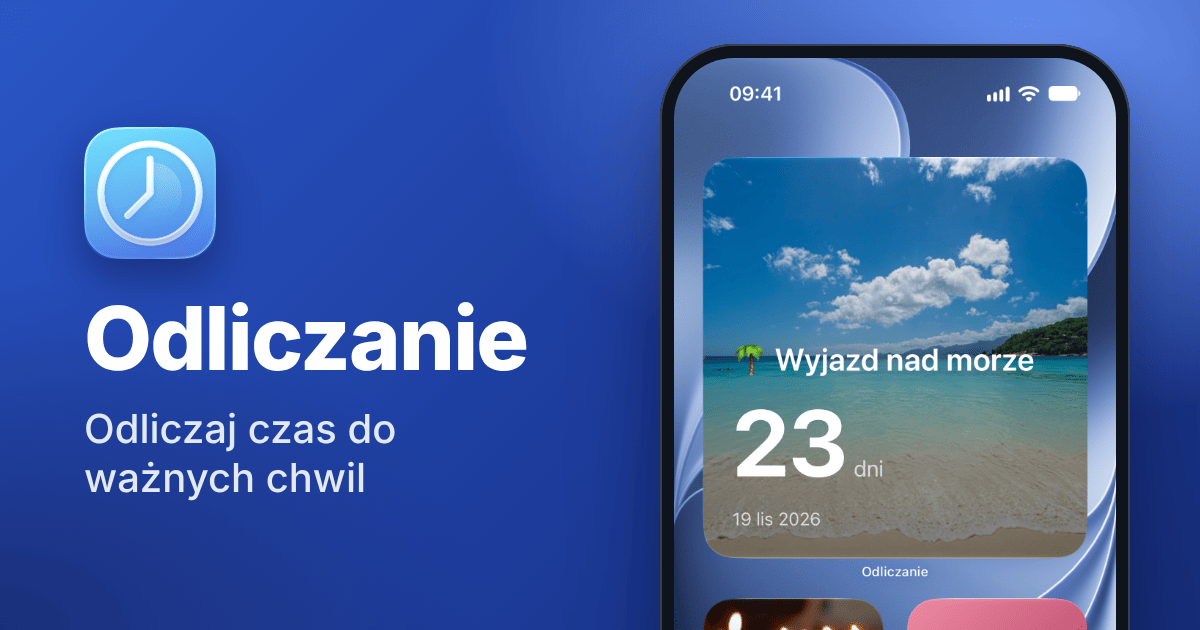 Odliczanie
Odliczaj czas do
ważnych chwil
09:41
🌴 Wyjazd nad morze
23 dni
19 lis 2026
Odliczanie